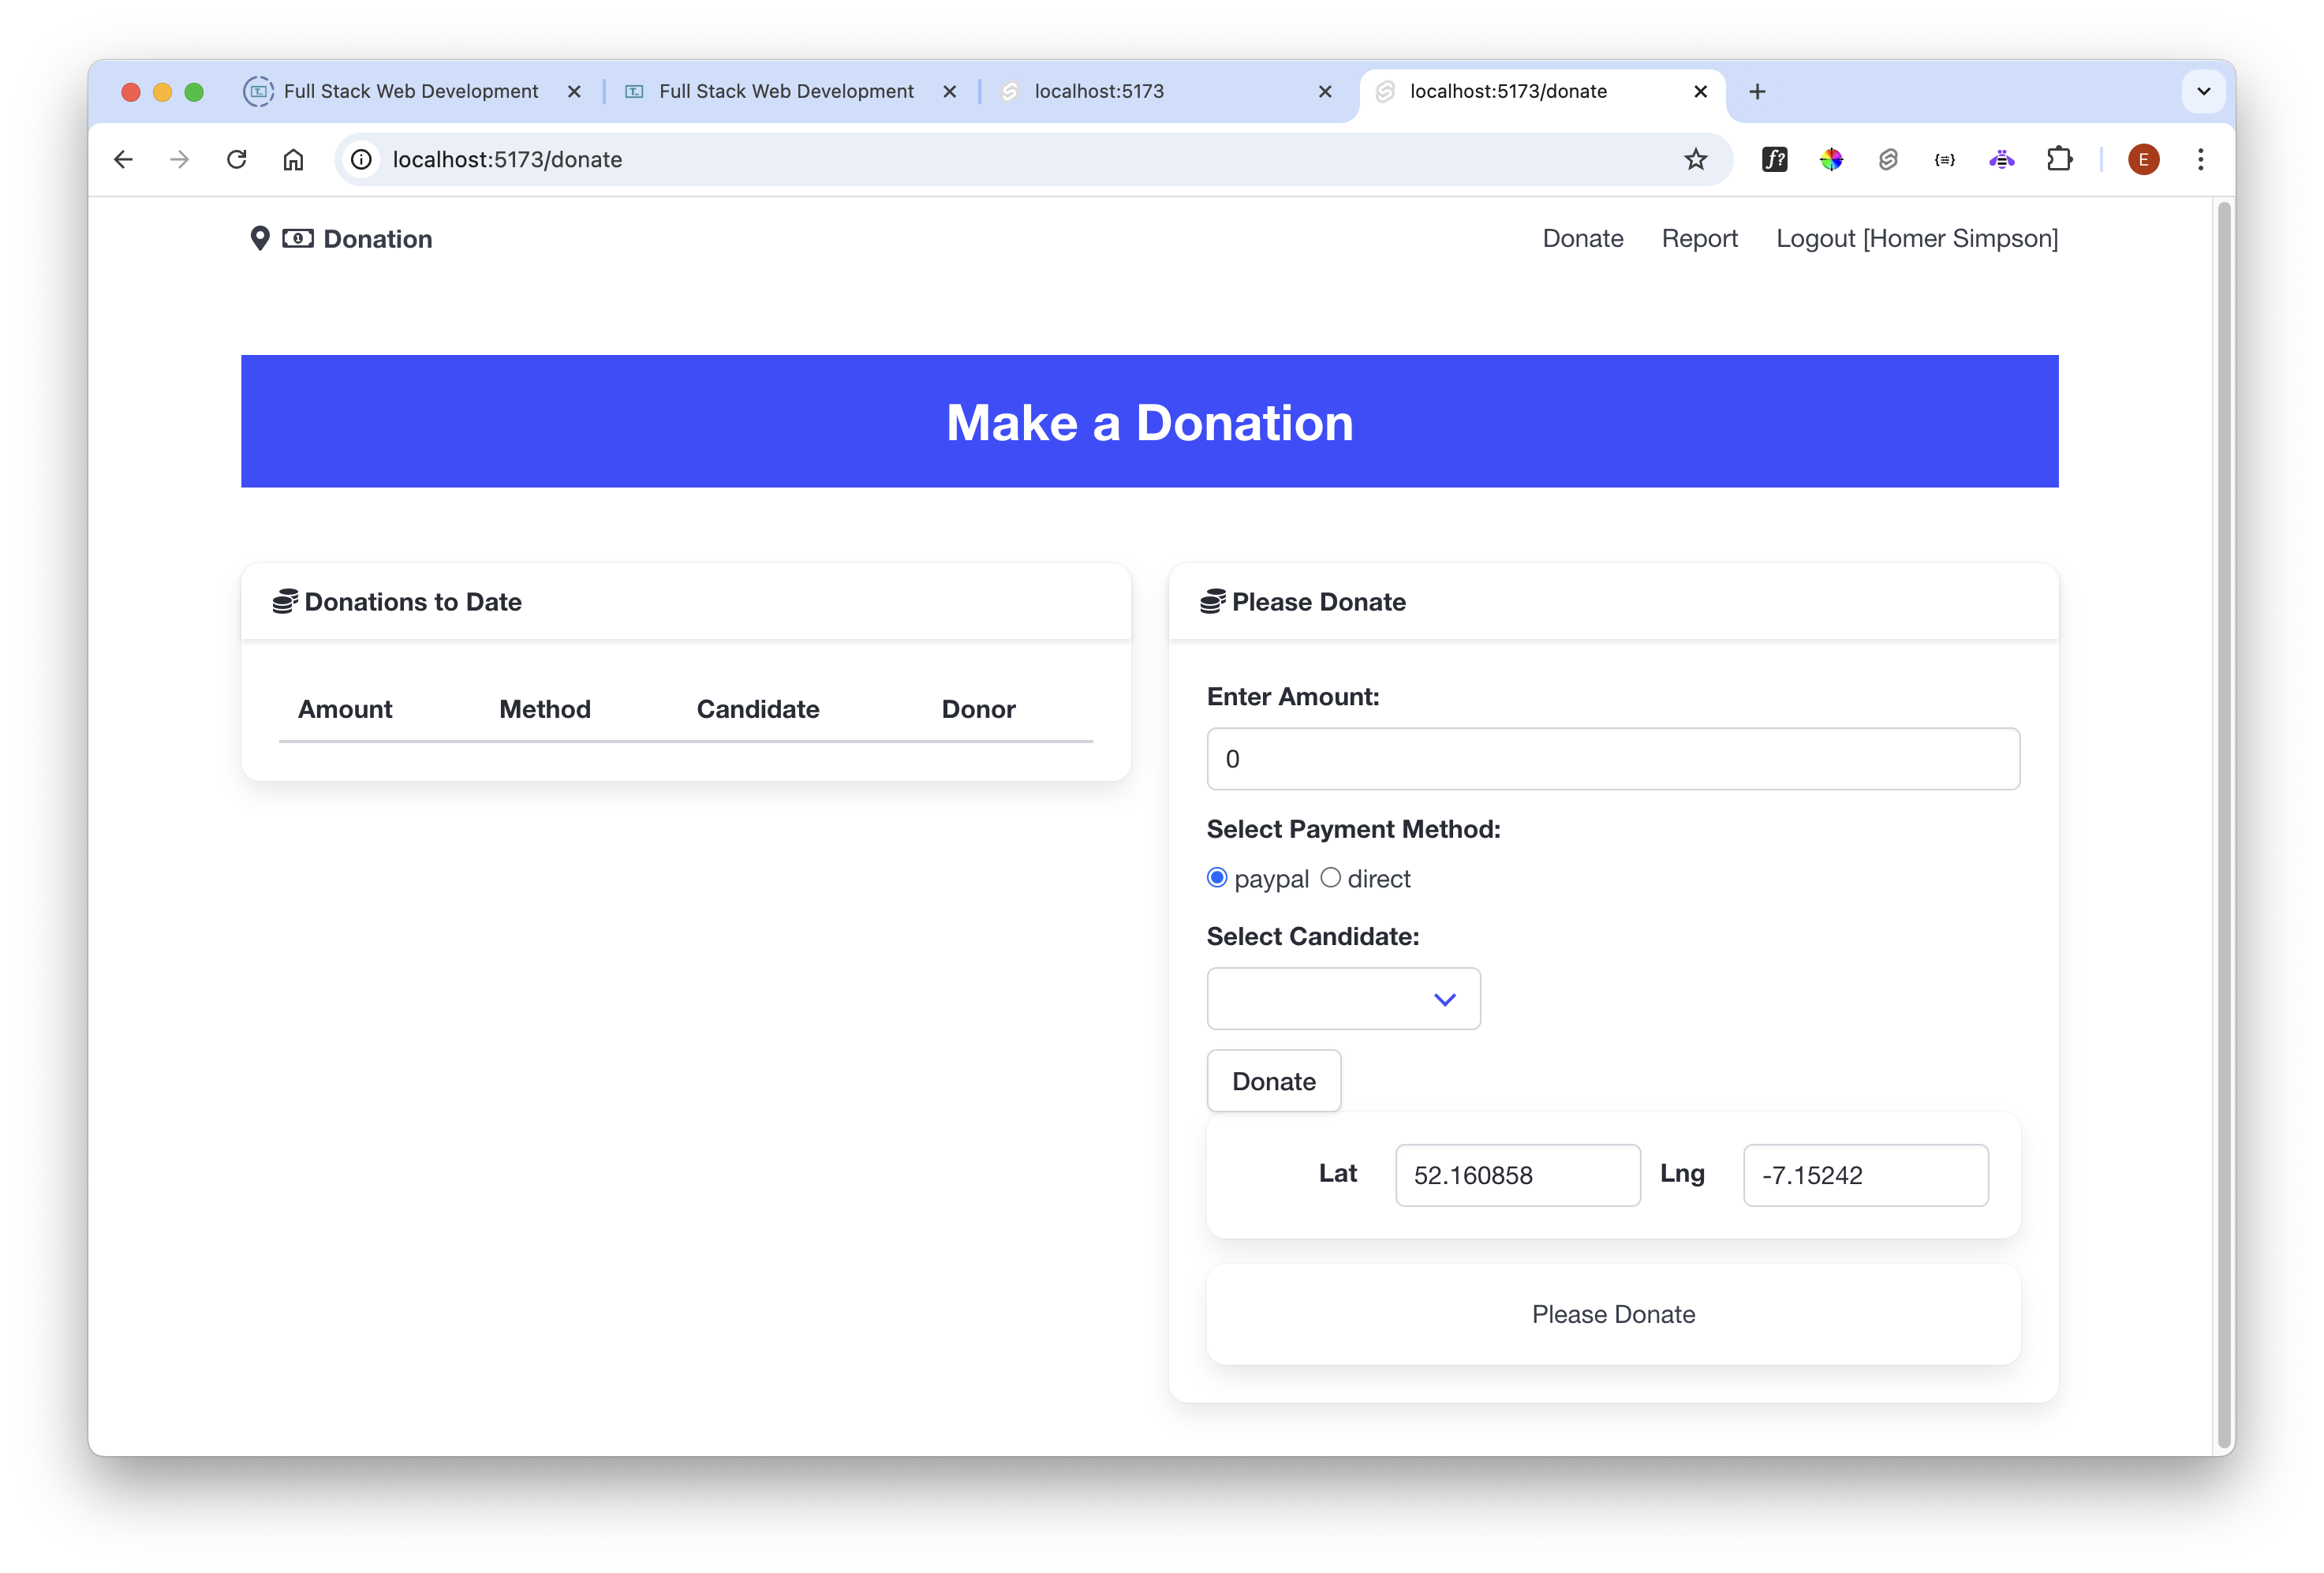 Full Stack Web Development
Full Stack Web Development
localhost:5173
localhost:5173/donate
localhost:5173/donate
f?
{≡}
E
Donation
Donate
Report
Logout [Homer Simpson]
Make a Donation
Donations to Date
Amount Method Candidate Donor
Please Donate
Enter Amount:
0
Select Payment Method:
paypal direct
Select Candidate:
Donate
Lat 52.160858 Lng -7.15242
Please Donate